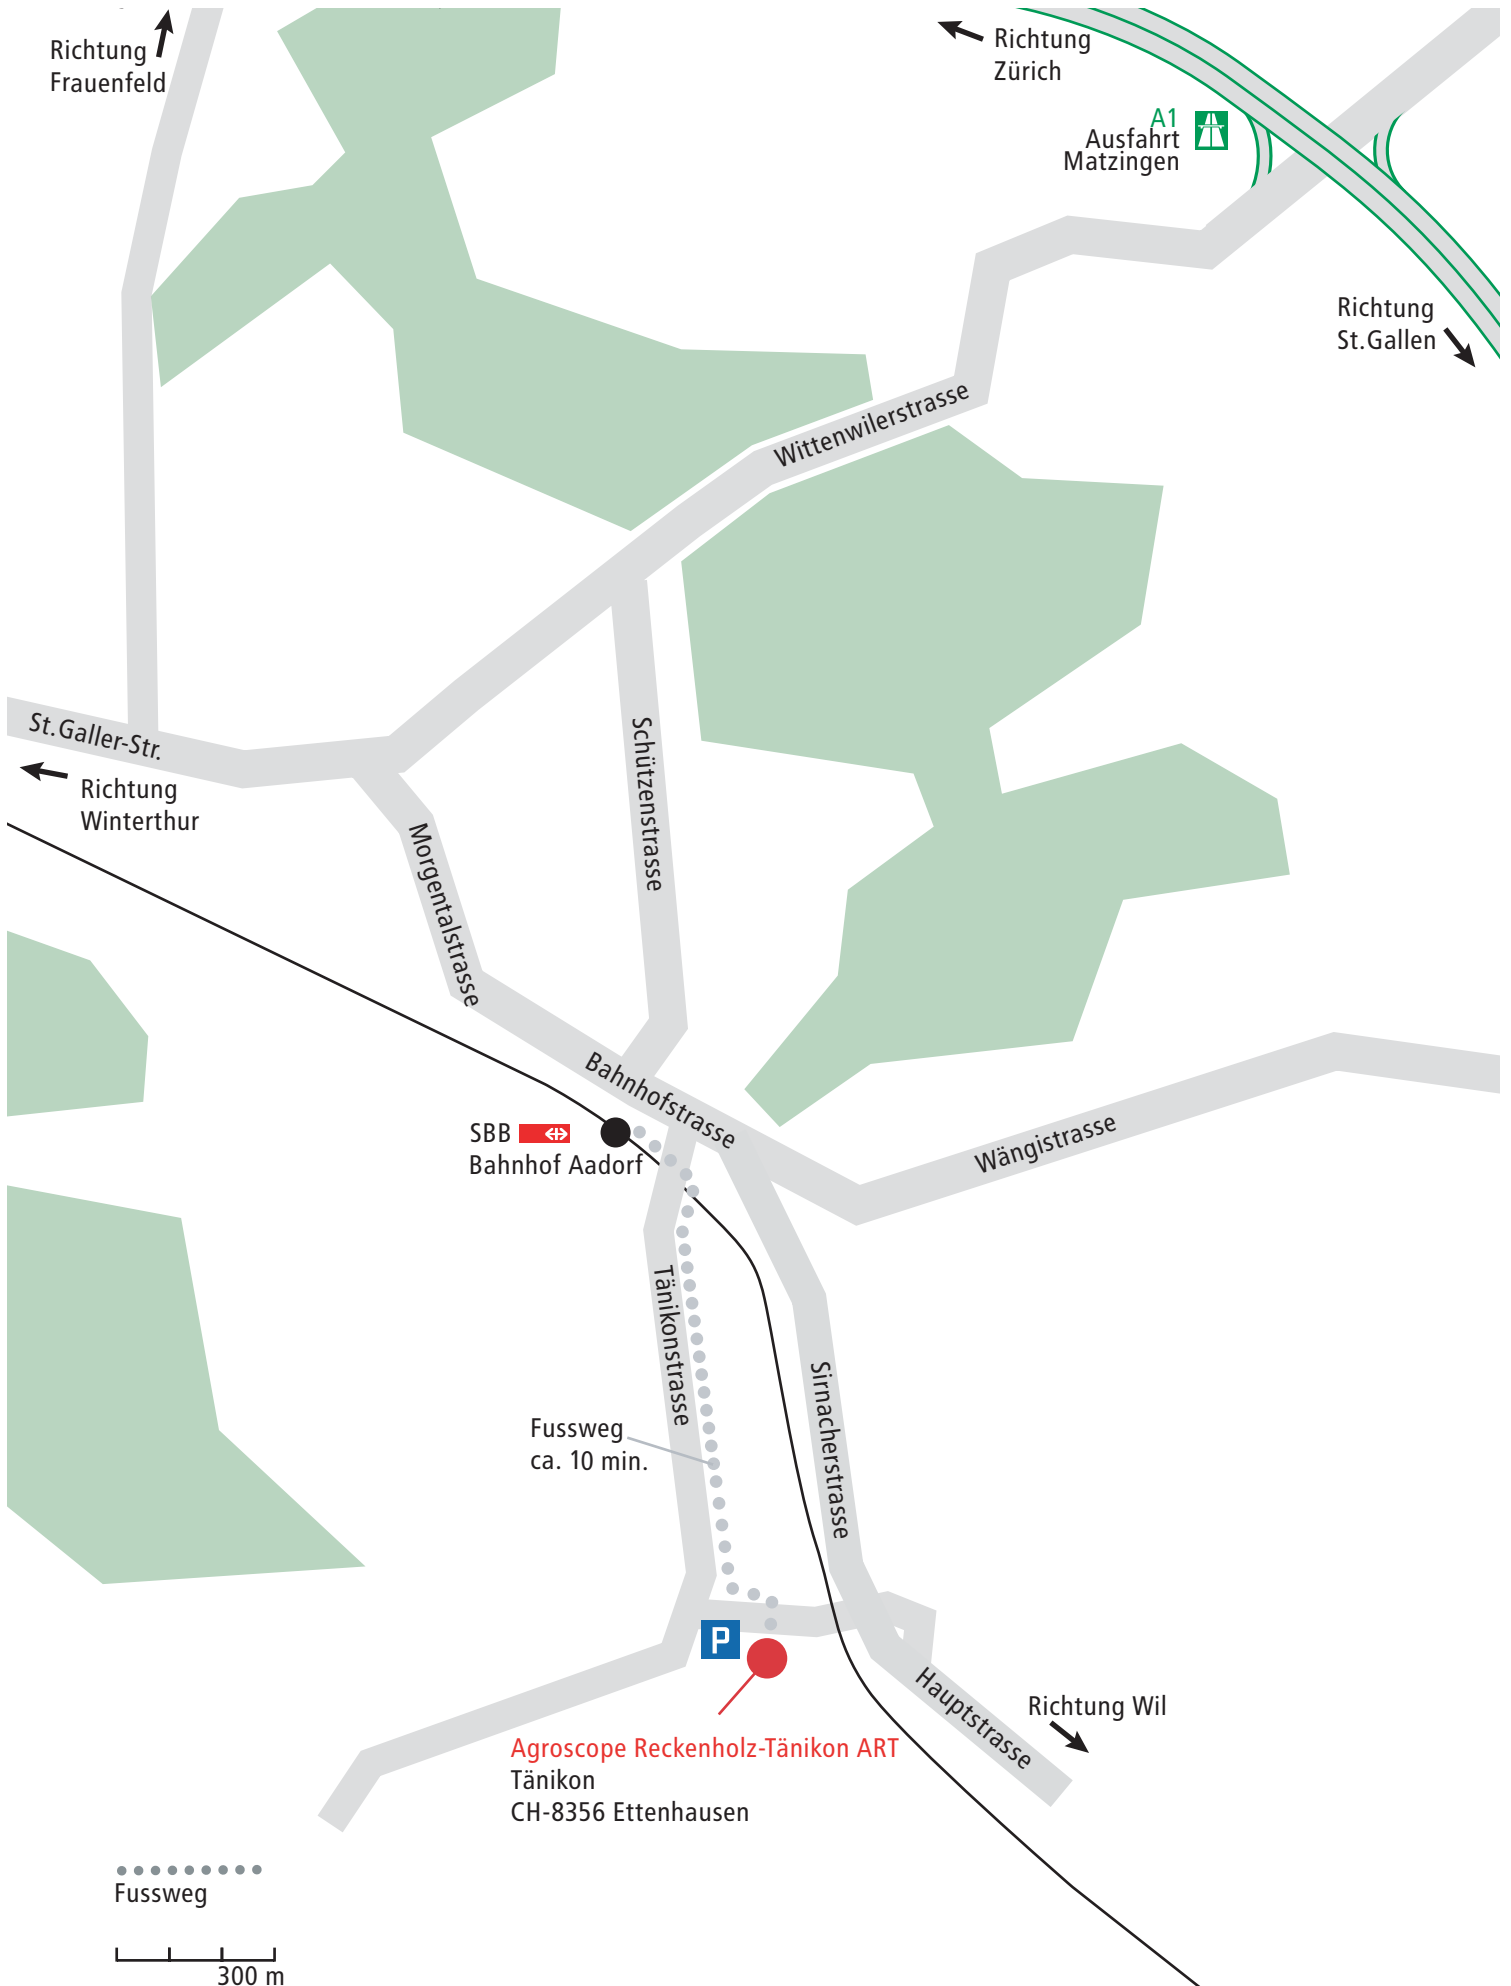 Richtung
Frauenfeld
Richtung
Zürich
A1
Ausfahrt
Matzingen
Richtung
St.Gallen
Wittenwilerstrasse
St.Galler-Str.
Schützenstrasse
Richtung
Winterthur
Morgentalstrasse
Bahnhofstrasse
SBB
Bahnhof Aadorf
Wängistrasse
Tänikonstrasse
Sirnacherstrasse
Fussweg
ca. 10 min.
P
Hauptstrasse
Richtung Wil
Agroscope Reckenholz-Tänikon ART
Tänikon
CH-8356 Ettenhausen
Fussweg
300 m